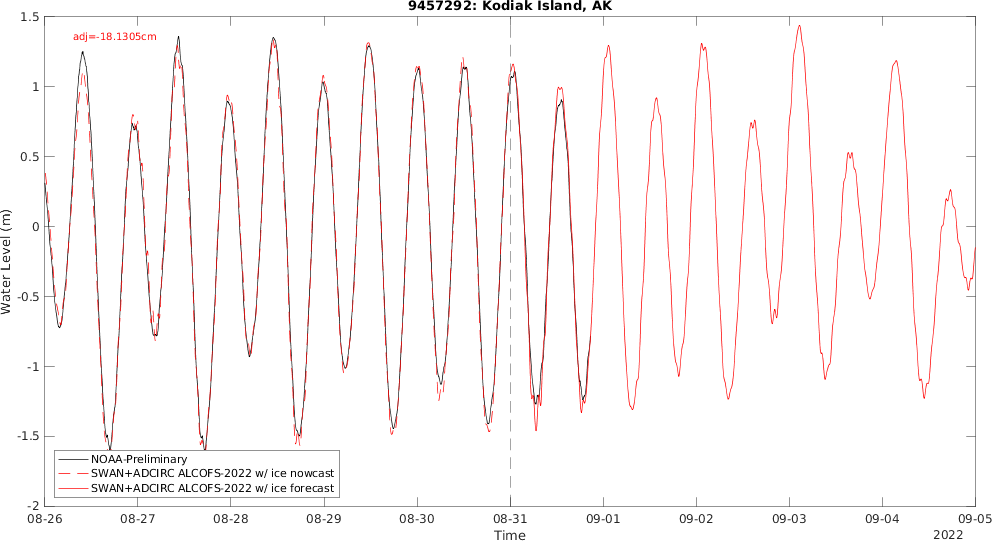 9457292: Kodiak Island, AK
adj=-18.1305cm
1.5
1
0.5
0
-0.5
-1
-1.5
-2
Water Level (m)
NOAA-Preliminary
SWAN+ADCIRC ALCOFS-2022 w/ ice nowcast
SWAN+ADCIRC ALCOFS-2022 w/ ice forecast
08-26 08-27 08-28 08-29 08-30 08-31 09-01 09-02 09-03 09-04 09-05
Time
2022